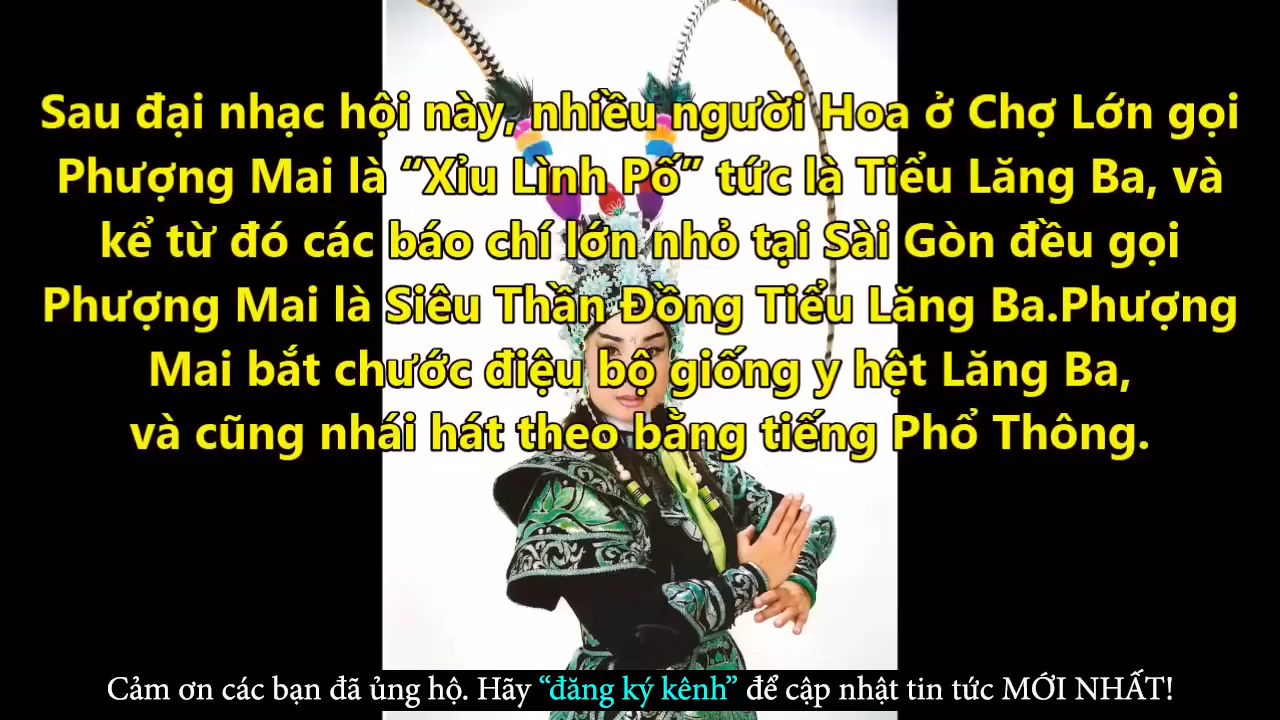 Sau đại nhạc hội này, nhiều người Hoa ở Chợ Lớn gọi
Phượng Mai là “Xỉu Lình Pố” tức là Tiểu Lăng Ba, và
kể từ đó các báo chí lớn nhỏ tại Sài Gòn đều gọi
Phượng Mai là Siêu Thần Đồng Tiểu Lăng Ba.Phượng
Mai bắt chước điệu bộ giống y hệt Lăng Ba,
và cũng nhái hát theo bằng tiếng Phổ Thông.
Cảm ơn các bạn đã ủng hộ. Hãy “đăng ký kênh” để cập nhật tin tức MỚI NHẤT!